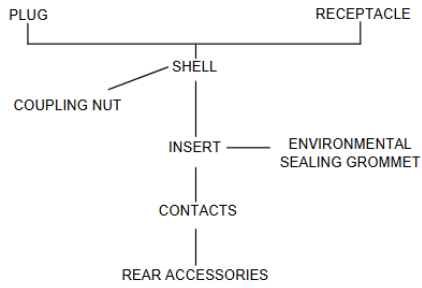 PLUG
RECEPTACLE
SHELL
COUPLING NUT
INSERT
ENVIRONMENTAL
SEALING GROMMET
CONTACTS
REAR ACCESSORIES